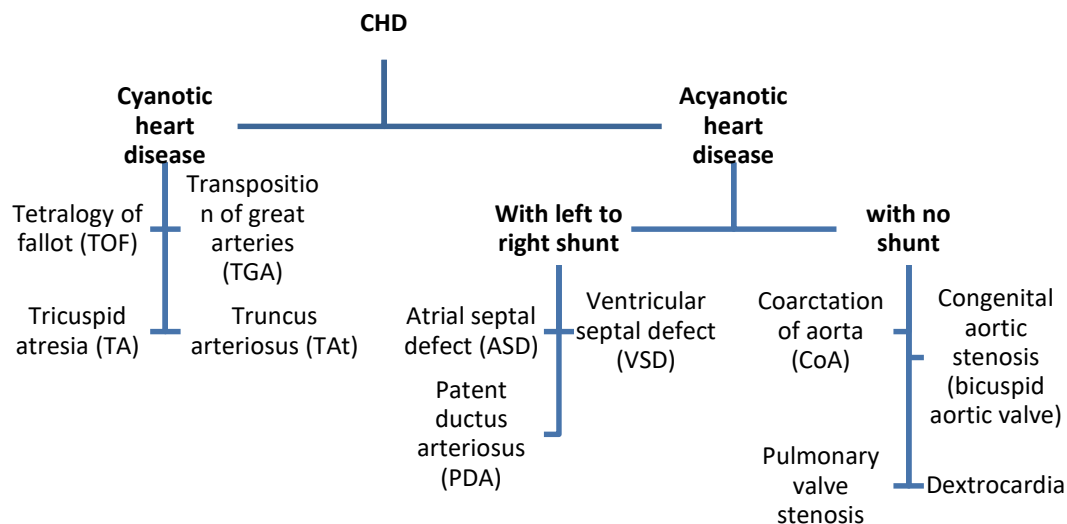 CHD
Cyanotic
heart
disease
Acyanotic
heart
disease
Tetralogy of
fallot (TOF)
Transpositio
n of great
arteries
(TGA)
Tricuspid
atresia (TA)
Truncus
arteriosus (TAt)
With left to
right shunt
with no
shunt
Atrial septal
defect (ASD)
Ventricular
septal defect
(VSD)
Patent
ductus
arteriosus
(PDA)
Coarctation
of aorta
(CoA)
Congenital
aortic
stenosis
(bicuspid
aortic valve)
Pulmonary
valve
stenosis
Dextrocardia